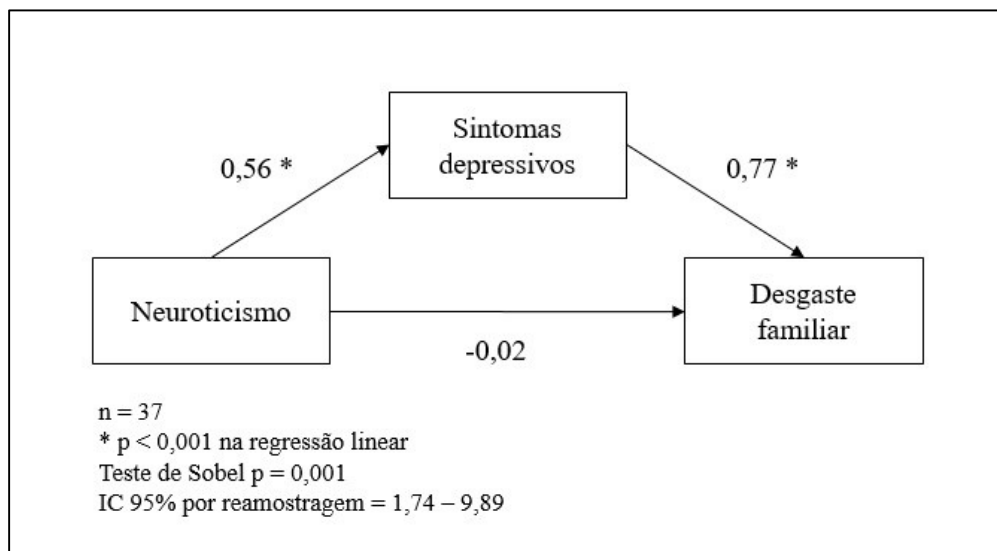 Sintomas
depressivos
0,56 *
0,77 *
Neuroticismo
Desgaste
familiar
-0,02
n = 37
* p < 0,001 na regressão linear
Teste de Sobel p = 0,001
IC 95% por reamostragem = 1,74 – 9,89